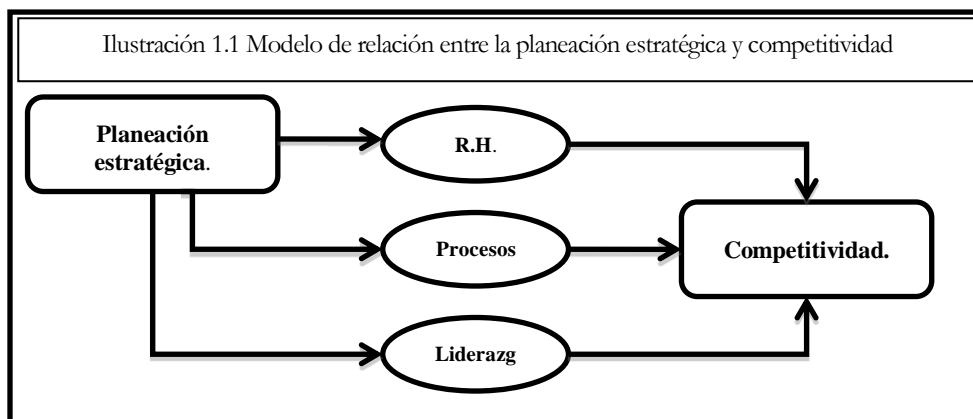 Ilustración 1.1 Modelo de relación entre la planeación estratégica y competitividad
Planeación
estratégica.
R.H.
Procesos
Competitividad.
Liderazg